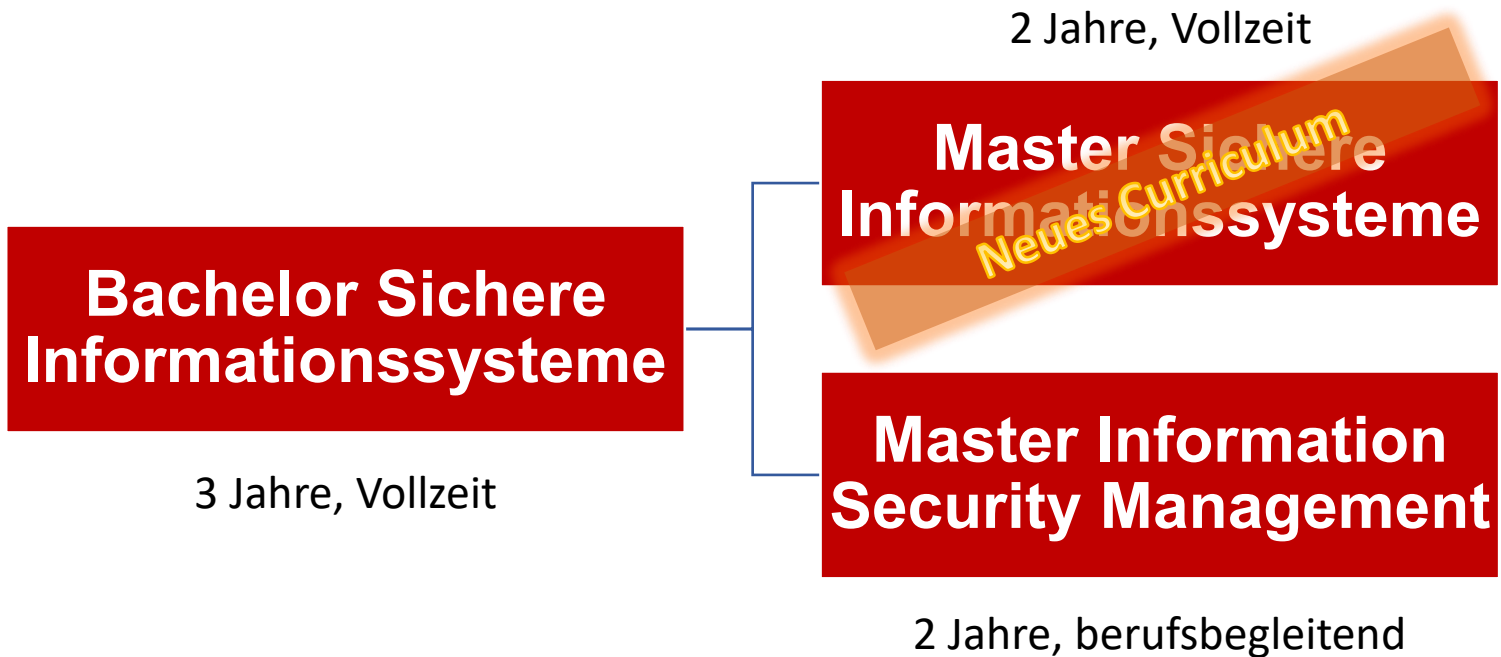 2 Jahre, Vollzeit
Master Sichere
Informationssysteme
Neues Curriculum
Bachelor Sichere
Informationssysteme
3 Jahre, Vollzeit
Master Information
Security Management
2 Jahre, berufsbegleitend